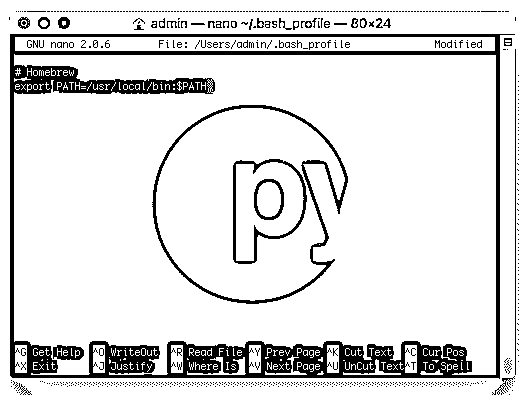 admin — nano ~/.bash_profile — 80×24
GNU nano 2.0.6 File: /Users/admin/.bash_profile Modified
# Homebrew
export PATH=/usr/local/bin:$PATH
py
^G Get Help ^O WriteOut ^R Read File ^Y Prev Page ^K Cut Text ^C Cur Pos
^X Exit ^J Justify ^W Where Is ^V Next Page ^U UnCut Text ^T To Spell